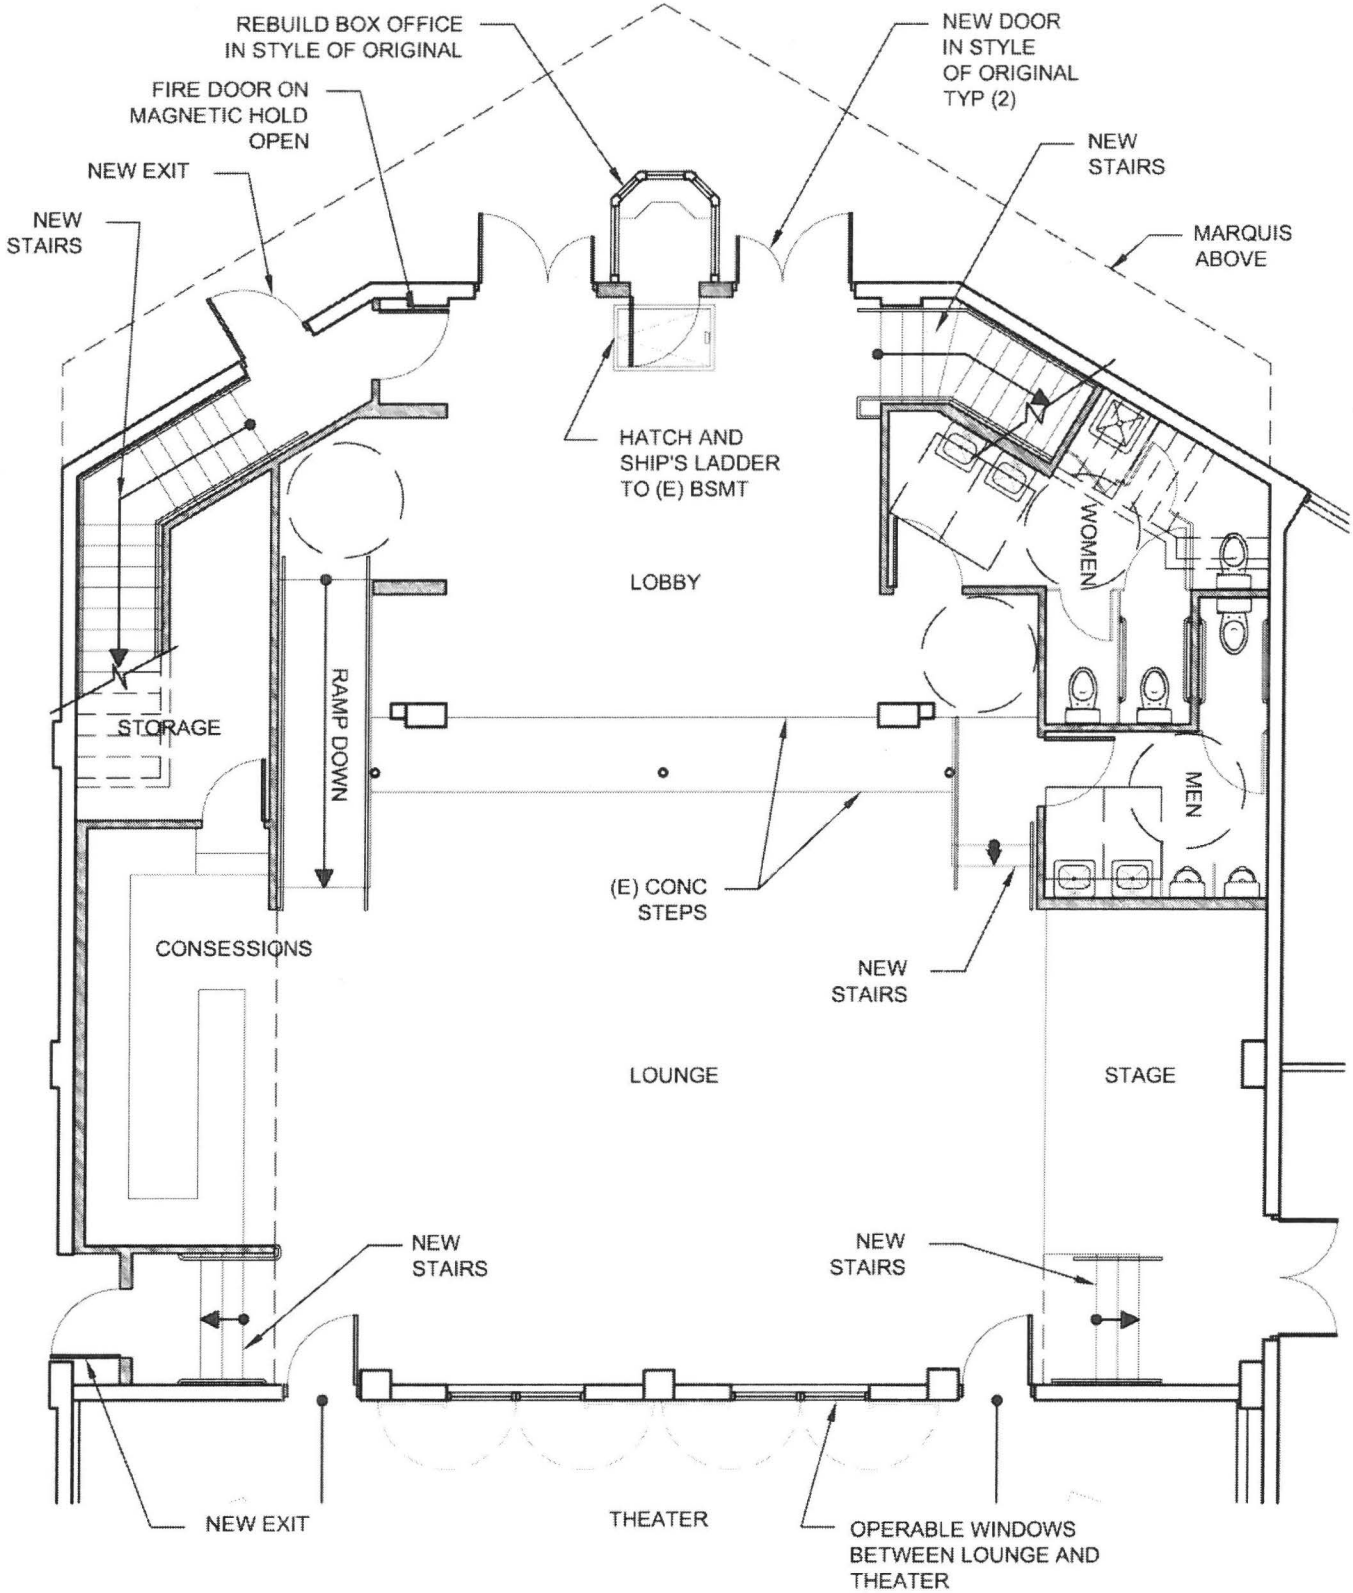 REBUILD BOX OFFICE
IN STYLE OF ORIGINAL
NEW DOOR
IN STYLE
OF ORIGINAL
TYP (2)
FIRE DOOR ON
MAGNETIC HOLD
OPEN
NEW
STAIRS
NEW EXIT
NEW
STAIRS
MARQUIS
ABOVE
HATCH AND
SHIP'S LADDER
TO (E) BSMT
WOMEN
LOBBY
RAMP DOWN
STORAGE
MEN
(E) CONC
STEPS
CONSESSIONS
NEW
STAIRS
LOUNGE
STAGE
NEW
STAIRS
NEW
STAIRS
NEW EXIT
THEATER
OPERABLE WINDOWS
BETWEEN LOUNGE AND
THEATER